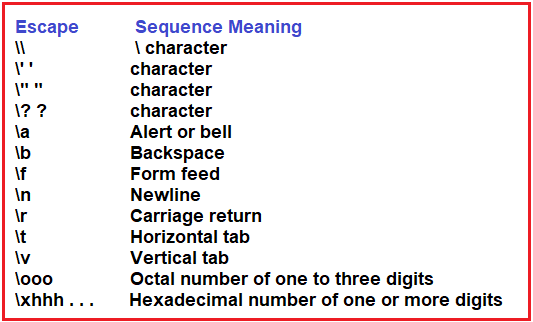 Escape Sequence Meaning
\\ \ character
\' ' character
\" " character
\? ? character
\a Alert or bell
\b Backspace
\f Form feed
\n Newline
\r Carriage return
\t Horizontal tab
\v Vertical tab
\ooo Octal number of one to three digits
\xhhh . . . Hexadecimal number of one or more digits